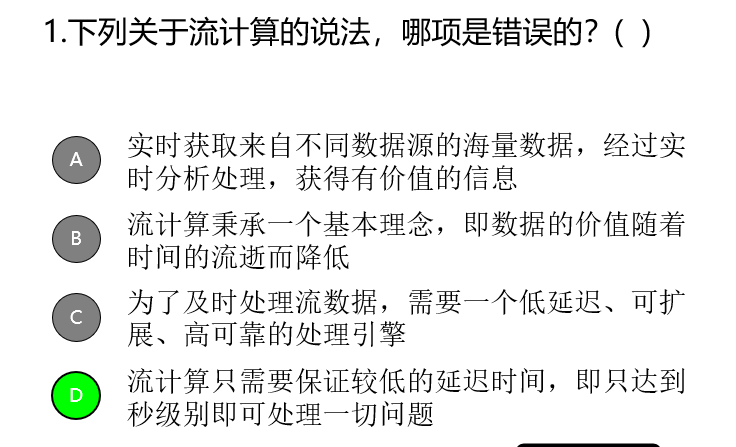 1.下列关于流计算的说法，哪项是错误的？( )
A
实时获取来自不同数据源的海量数据，经过实
时分析处理，获得有价值的信息
B
流计算秉承一个基本理念，即数据的价值随着
时间的流逝而降低
C
为了及时处理流数据，需要一个低延迟、可扩
展、高可靠的处理引擎
D
流计算只需要保证较低的延迟时间，即只达到
秒级别即可处理一切问题